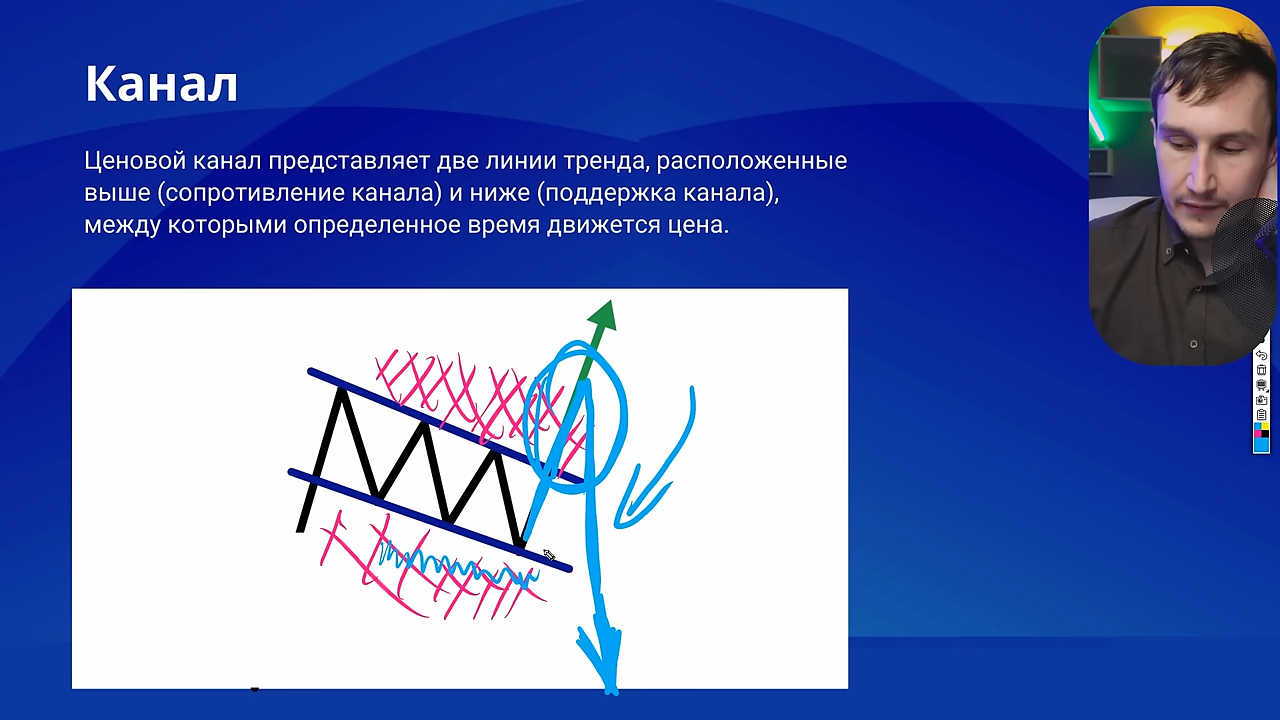 Канал
Ценовой канал представляет две линии тренда, расположенные
выше (сопротивление канала) и ниже (поддержка канала),
между которыми определенное время движется цена.